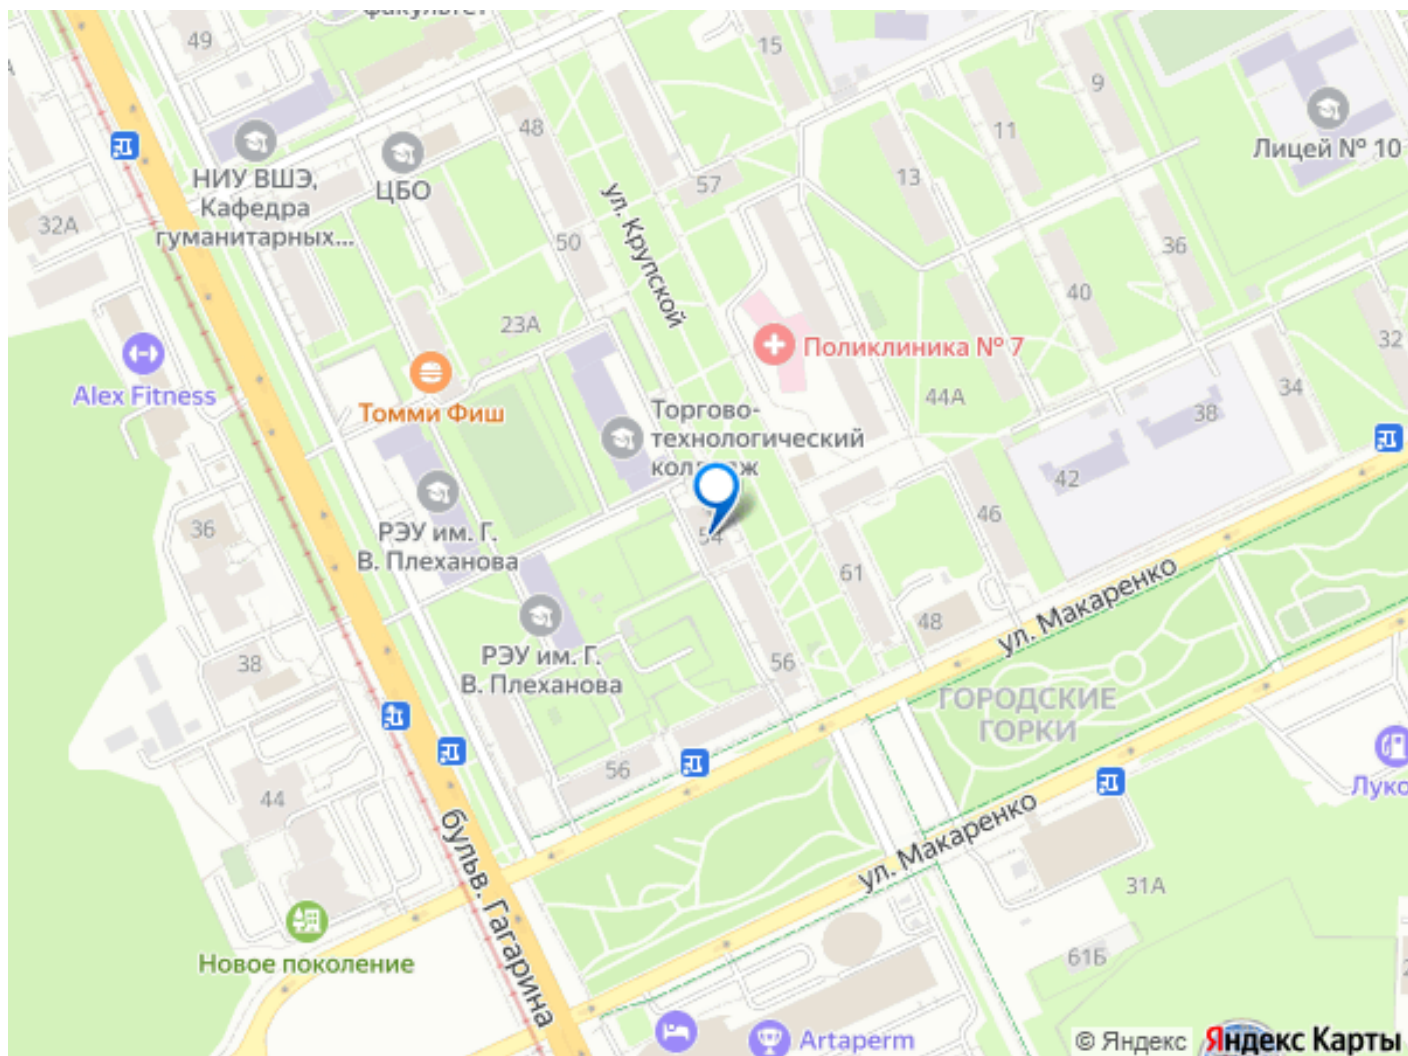 факультет
49
15
9
48
11
Лицей № 10
НИУ ВШЭ,
Кафедра
гуманитарных...
ЦБО
57
13
32А
50
ул. Крупской
36
40
23А
Поликлиника № 7
32
Alex Fitness
Томми Фиш
44А
34
38
Торгово-
технологический
42
36
РЭУ им. Г.
В. Плеханова
54
46
61
ул. Макаренко
48
38
РЭУ им. Г.
В. Плеханова
56
ГОРОДСКИЕ
ГОРКИ
56
44
бульв. Гагарина
ул. Макаренко
31А
Новое поколение
61Б
Artaperm
© Яндекс
Яндекс Карты